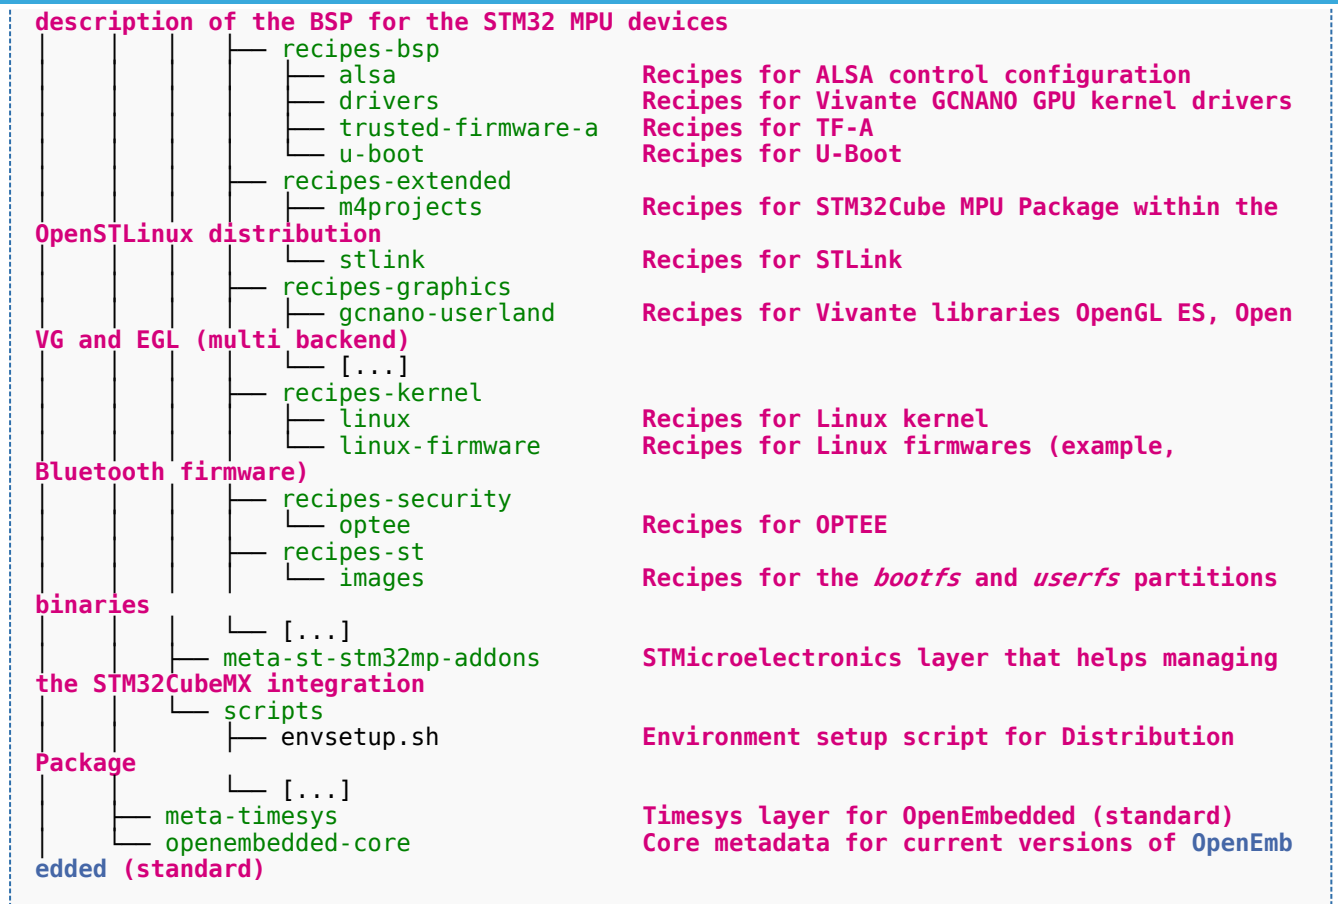 description of the BSP for the STM32 MPU devices
│    │   │   │   ├── recipes-bsp
│    │   │   │   │   ├── alsa                 Recipes for ALSA control configuration
│    │   │   │   │   ├── drivers              Recipes for Vivante GCNANO GPU kernel drivers
│    │   │   │   │   ├── trusted-firmware-a   Recipes for TF-A
│    │   │   │   │   └── u-boot               Recipes for U-Boot
│    │   │   │   ├── recipes-extended
│    │   │   │   │   ├── m4projects           Recipes for STM32Cube MPU Package within the
OpenSTLinux distribution
│    │   │   │   │   └── stlink               Recipes for STLink
│    │   │   │   ├── recipes-graphics
│    │   │   │   │   ├── gcnano-userland      Recipes for Vivante libraries OpenGL ES, Open
VG and EGL (multi backend)
│    │   │   │   │   └── [...]
│    │   │   │   ├── recipes-kernel
│    │   │   │   │   ├── linux                Recipes for Linux kernel
│    │   │   │   │   └── linux-firmware       Recipes for Linux firmwares (example,
Bluetooth firmware)
│    │   │   │   ├── recipes-security
│    │   │   │   │   └── optee                Recipes for OPTEE
│    │   │   │   ├── recipes-st
│    │   │   │   │   └── images               Recipes for the bootfs and userfs partitions
binaries
│    │   │   └── [...]
│    │   ├── meta-st-stm32mp-addons       STMicroelectronics layer that helps managing
the STM32CubeMX integration
│    │   └── scripts
│    │       ├── envsetup.sh              Environment setup script for Distribution
Package
│    │       └── [...]
│    ├── meta-timesys                     Timesys layer for OpenEmbedded (standard)
│    └── openembedded-core                Core metadata for current versions of OpenEmb
edded (standard)